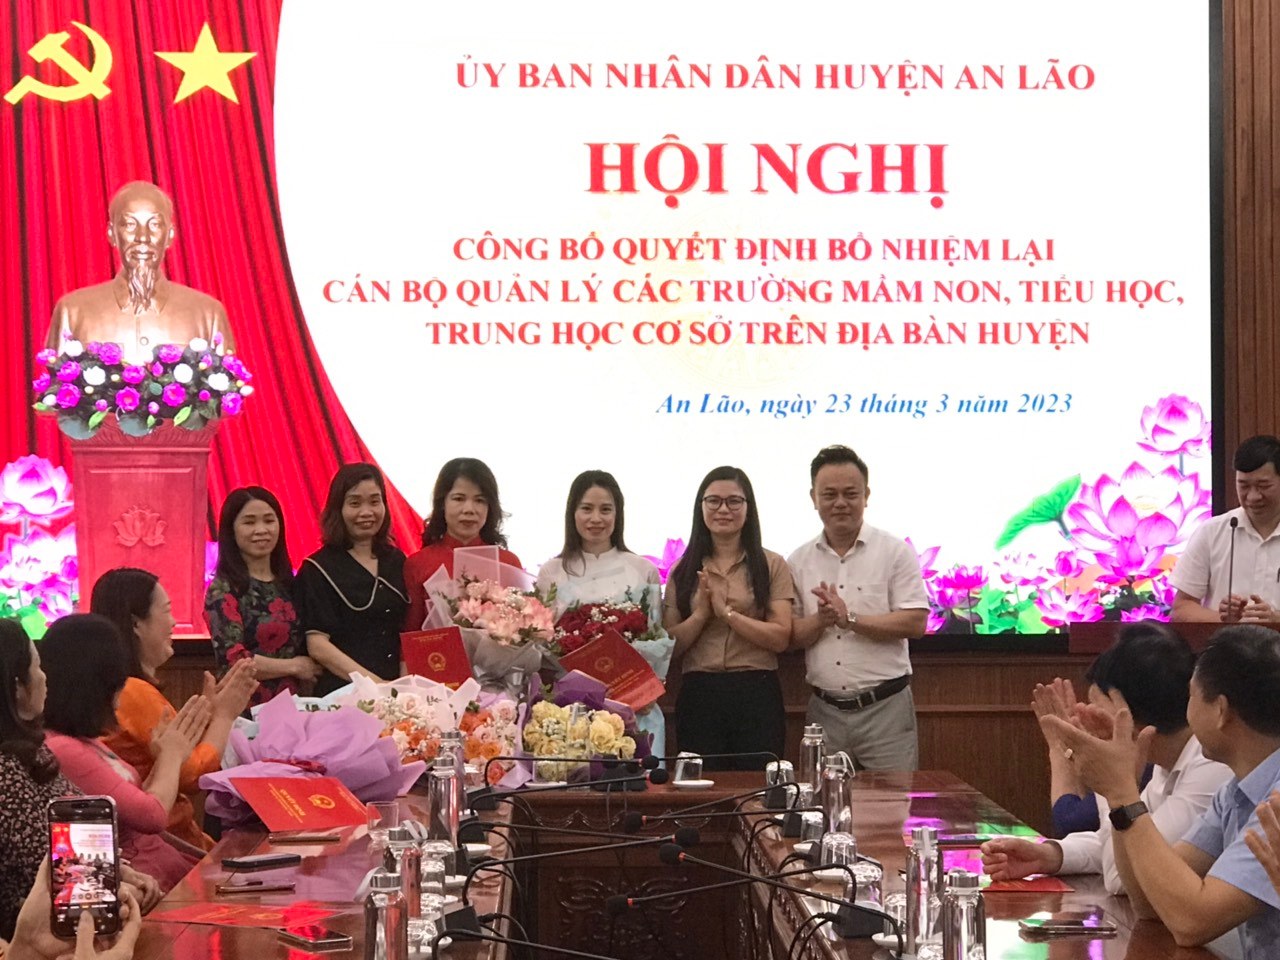 ỦY BAN NHÂN DÂN HUYỆN AN LÃO
HỘI NGHỊ
CÔNG BỐ QUYẾT ĐỊNH BỔ NHIỆM LẠI
CÁN BỘ QUẢN LÝ CÁC TRƯỜNG MẦM NON, TIỂU HỌC,
TRUNG HỌC CƠ SỞ TRÊN ĐỊA BÀN HUYỆN
An Lão, ngày 23 tháng 3 năm 2023